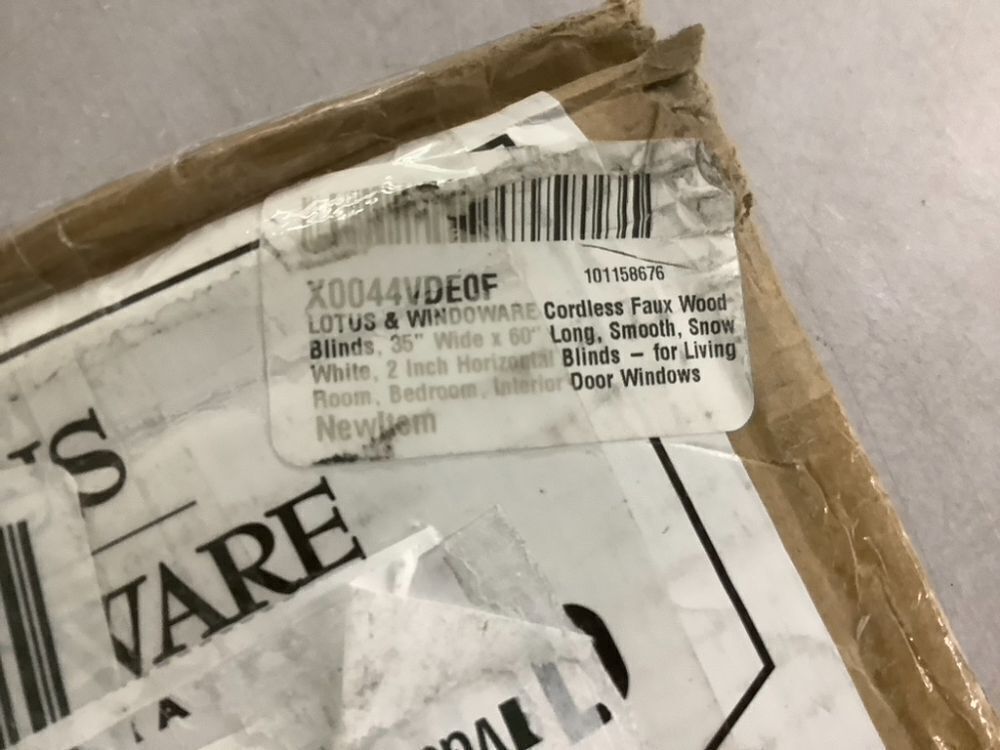 X0044VDE0F
101158676
LOTUS & WINDOWARE Cordless Faux Wood
Blinds, 35" Wide x 60" Long, Smooth, Snow
White, 2 Inch Horizontal Blinds – for Living
Room, Bedroom, Interior Door Windows
NewItem
S
WARE